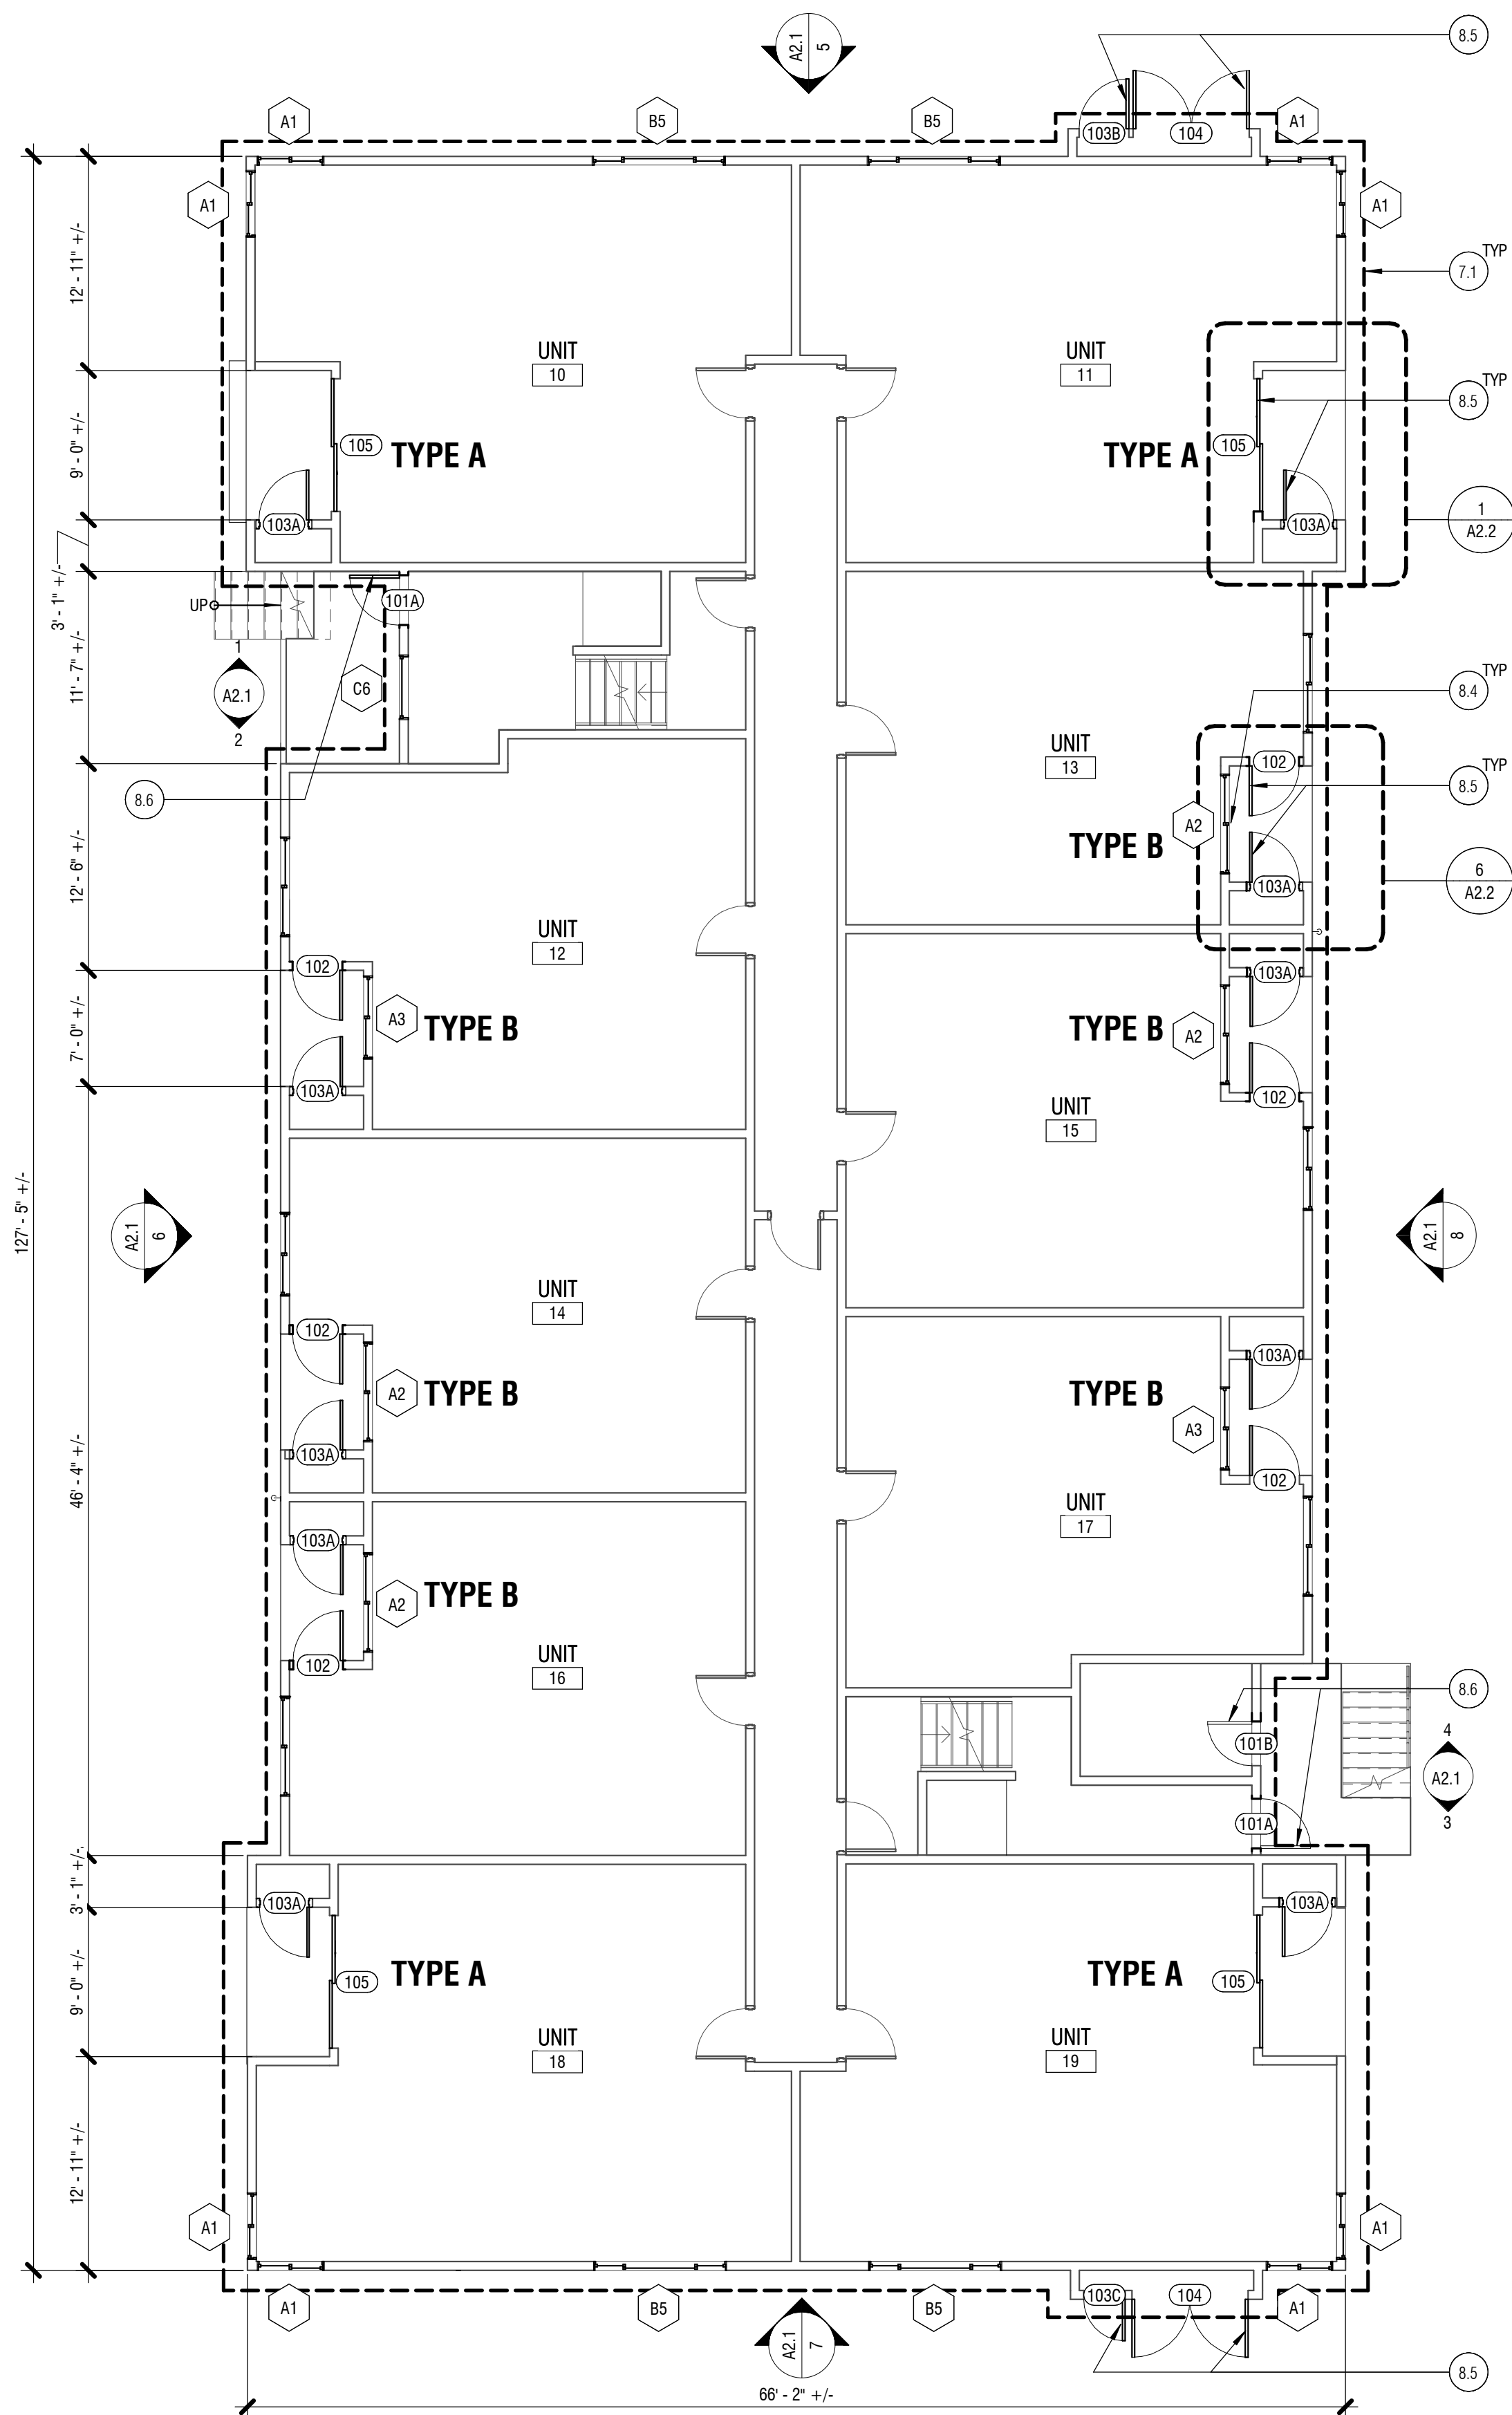 A2.1
5
8.5
A1
B5
B5
103B
104
A1
A1
A1
TYP
7.1
127' - 5" +/-
12' - 11" +/-
UNIT
10
UNIT
11
TYP
8.5
9' - 0" +/-
105
TYPE A
TYPE A
105
103A
103A
1
A2.2
3' - 1" +/-
UP
101A
1
A2.1
2
C6
11' - 7" +/-
TYP
8.4
UNIT
13
102
TYP
8.5
8.6
A2
TYPE B
12' - 6" +/-
103A
6
A2.2
UNIT
12
102
103A
7' - 0" +/-
A3
TYPE B
TYPE B
A2
103A
102
UNIT
15
A2.1
6
A2.1
8
46' - 4" +/-
UNIT
14
102
103A
A2
TYPE B
TYPE B
A3
103A
102
UNIT
17
103A
A2
TYPE B
102
UNIT
16
8.6
101B
4
A2.1
3
101A
3' - 1" +/-
103A
103A
9' - 0" +/-
105
TYPE A
TYPE A
105
UNIT
18
UNIT
19
12' - 11" +/-
A1
A1
A1
B5
B5
103C
104
A1
A2.1
7
8.5
66' - 2" +/-